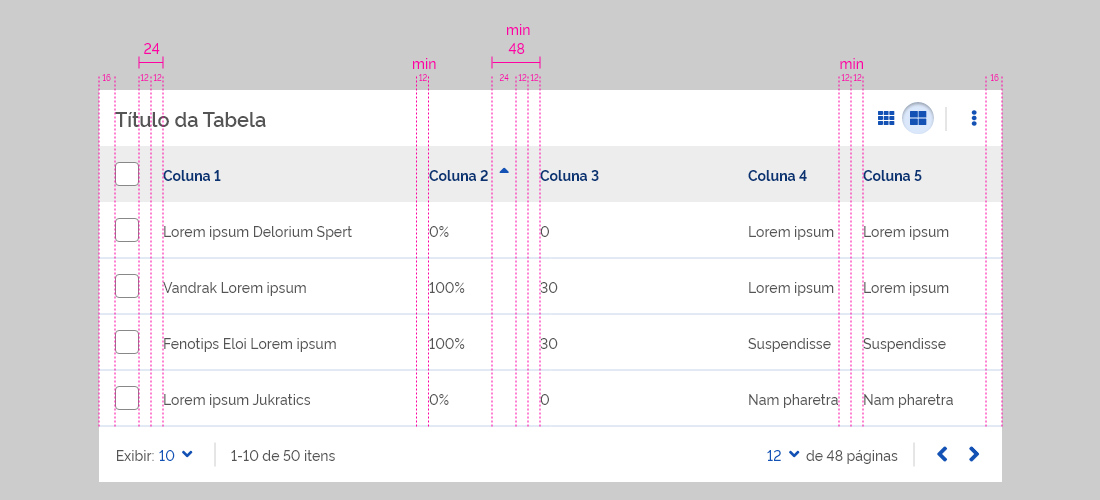 min
24 48
min min
16 12 12 12 24 12 12 12 12 16
Título da Tabela
Coluna 1 Coluna 2 Coluna 3 Coluna 4 Coluna 5
Lorem ipsum Delorium Spert 0% 0 Lorem ipsum Lorem ipsum
Vandrak Lorem ipsum 100% 30 Lorem ipsum Lorem ipsum
Fenotips Eloi Lorem ipsum 100% 30 Suspendisse Suspendisse
Lorem ipsum Jukratics 0% 0 Nam pharetra Nam pharetra
Exibir: 10 1-10 de 50 itens 12 de 48 páginas